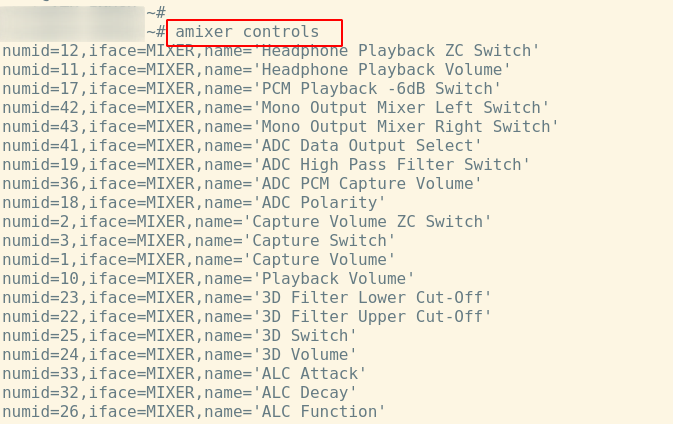 ~#
~# amixer controls
numid=12,iface=MIXER,name='Headphone Playback ZC Switch'
numid=11,iface=MIXER,name='Headphone Playback Volume'
numid=17,iface=MIXER,name='PCM Playback -6dB Switch'
numid=42,iface=MIXER,name='Mono Output Mixer Left Switch'
numid=43,iface=MIXER,name='Mono Output Mixer Right Switch'
numid=41,iface=MIXER,name='ADC Data Output Select'
numid=19,iface=MIXER,name='ADC High Pass Filter Switch'
numid=36,iface=MIXER,name='ADC PCM Capture Volume'
numid=18,iface=MIXER,name='ADC Polarity'
numid=2,iface=MIXER,name='Capture Volume ZC Switch'
numid=3,iface=MIXER,name='Capture Switch'
numid=1,iface=MIXER,name='Capture Volume'
numid=10,iface=MIXER,name='Playback Volume'
numid=23,iface=MIXER,name='3D Filter Lower Cut-Off'
numid=22,iface=MIXER,name='3D Filter Upper Cut-Off'
numid=25,iface=MIXER,name='3D Switch'
numid=24,iface=MIXER,name='3D Volume'
numid=33,iface=MIXER,name='ALC Attack'
numid=32,iface=MIXER,name='ALC Decay'
numid=26,iface=MIXER,name='ALC Function'